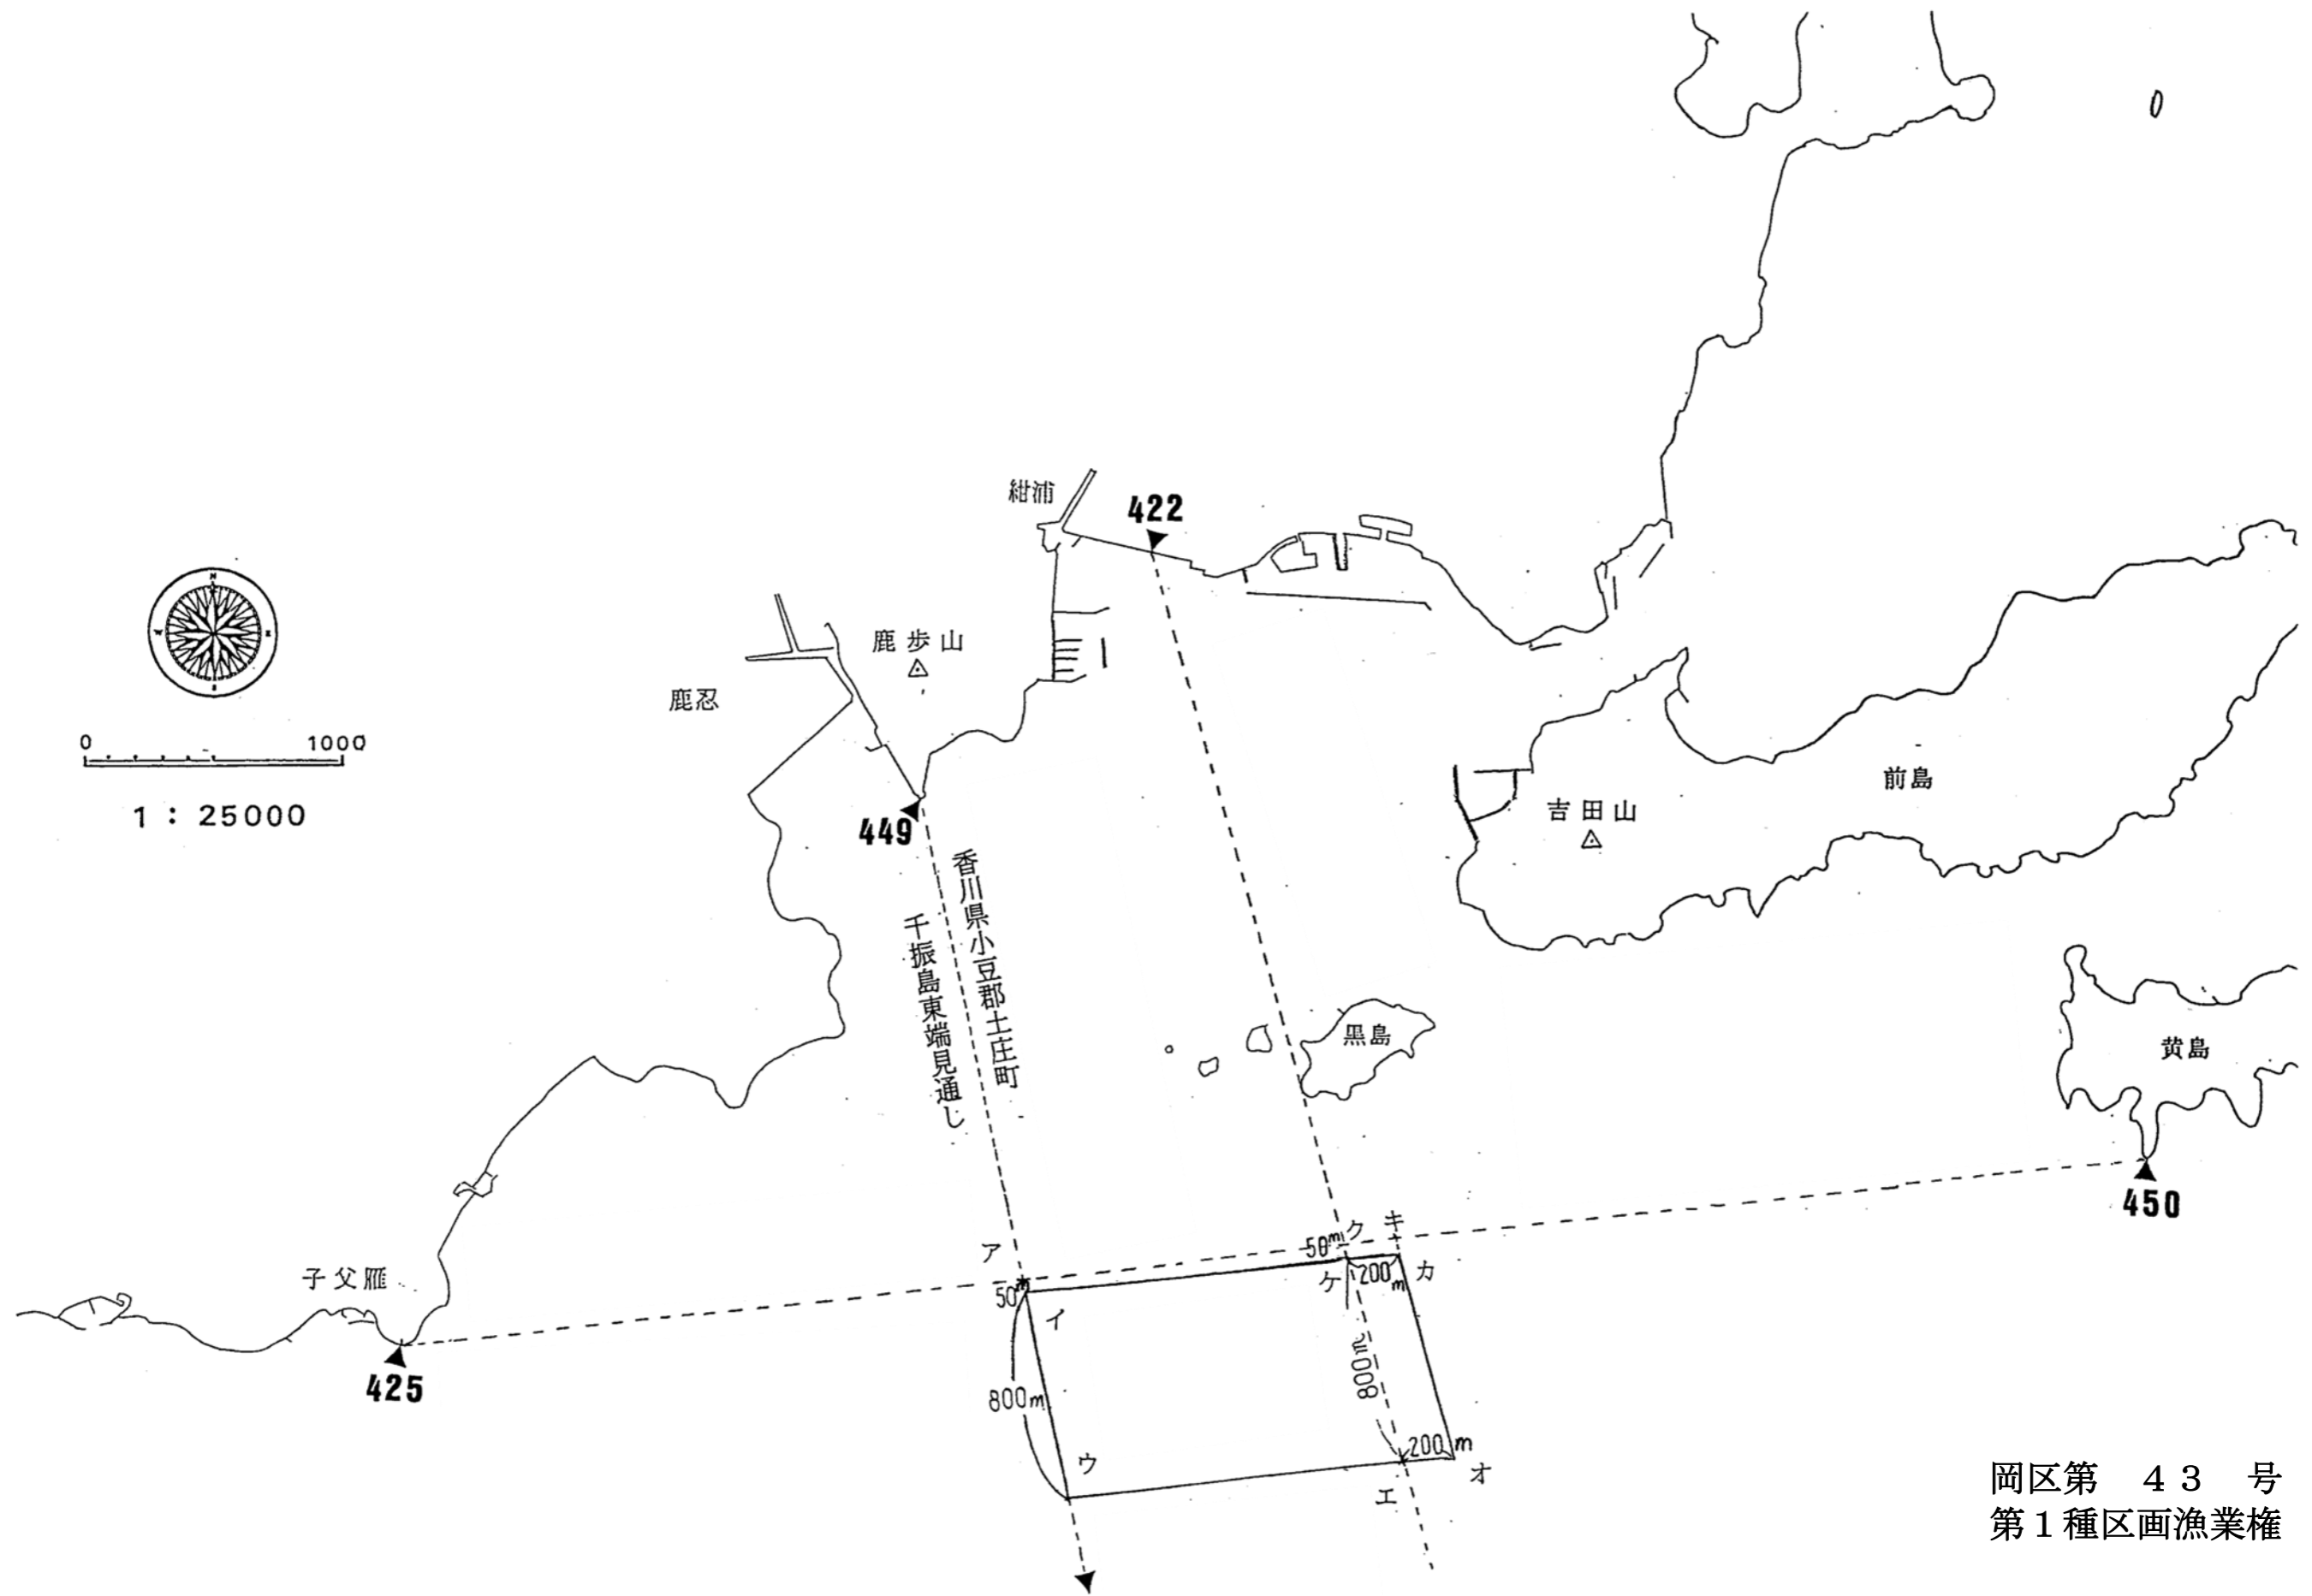 紺浦
422
鹿歩山
鹿忍
N
0 1000
1：25000
449
吉田山
前島
香川県小豆郡土庄町
千振島東端見通し
黒島
黄島
450
ア
50m
ク
キ
50m
イ
ケ
200m
カ
子父雁
425
800m
800m
ウ
200m
エ
オ
岡区第 ４３ 号
第１種区画漁業権